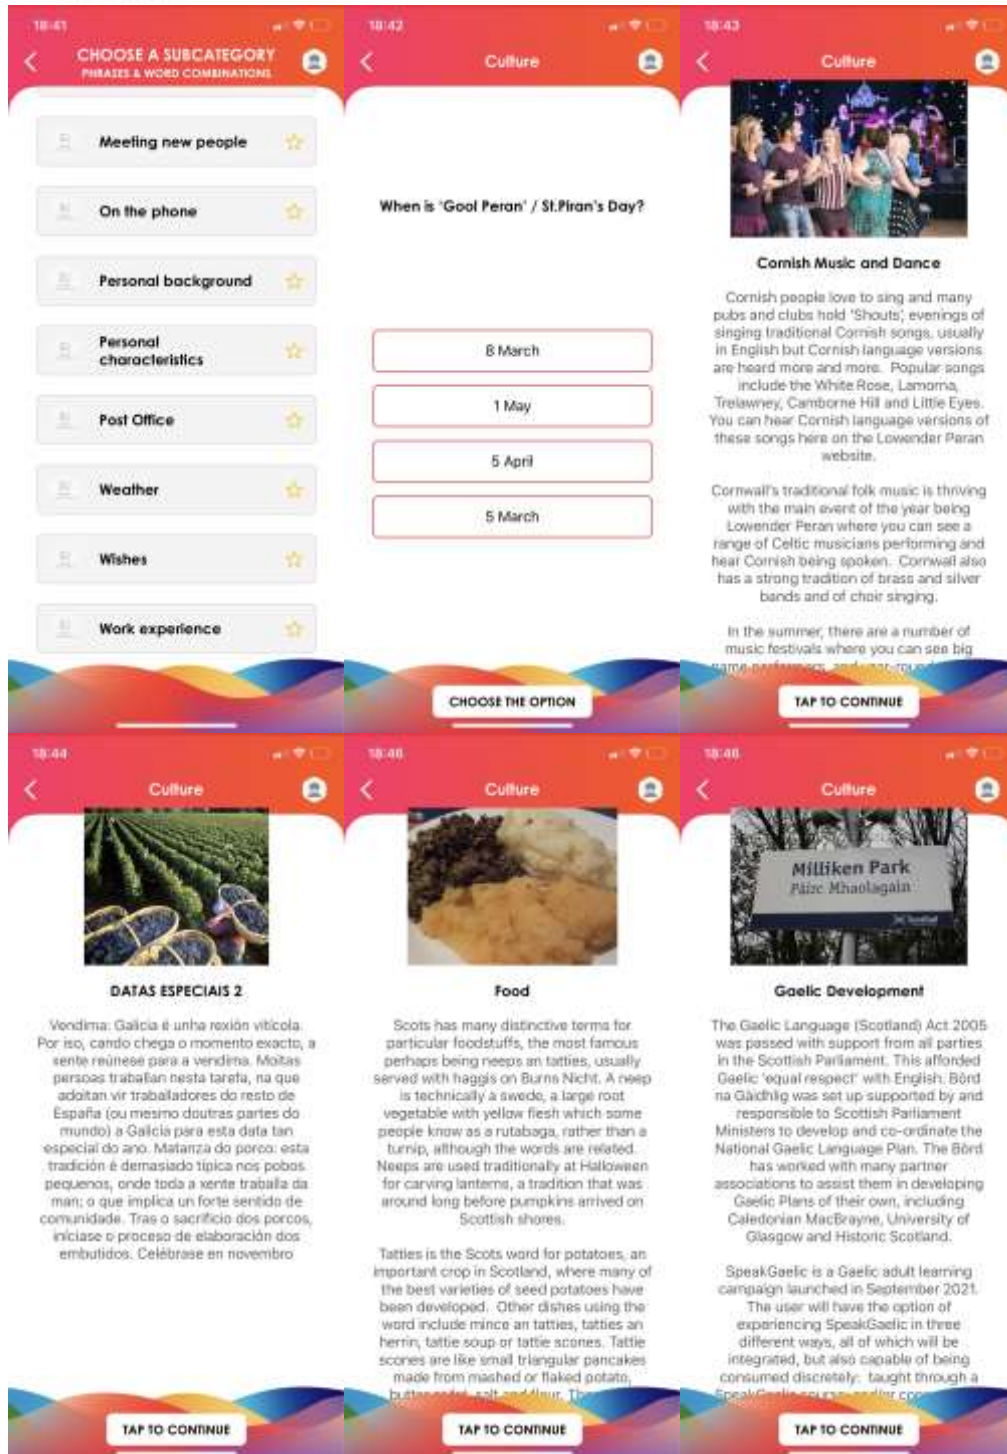 18:41
CHOOSE A SUBCATEGORY
PHRASES & WORD COMBINATIONS
Meeting new people
On the phone
Personal background
Personal
characteristics
Post Office
Weather
Wishes
Work experience
18:42
Culture
When is 'Gool Peran' / St.Piran's Day?
8 March
1 May
5 April
5 March
CHOOSE THE OPTION
18:43
Culture
Cornish Music and Dance
Cornish people love to sing and many
pubs and clubs hold 'Shouts', evenings of
singing traditional Cornish songs, usually
in English but Cornish language versions
are heard more and more. Popular songs
include the White Rose, Lamorna,
Trelawney, Camborne Hill and Little Eyes.
You can hear Cornish language versions of
these songs here on the Lowender Peran
website.
Cornwall's traditional folk music is thriving
with the main event of the year being
Lowender Peran where you can see a
range of Celtic musicians performing and
hear Cornish being spoken. Cornwall also
has a strong tradition of brass and silver
bands and of choir singing.
In the summer, there are a number of
music festivals where you can see big
name performers, and year-round
TAP TO CONTINUE
18:44
Culture
DATAS ESPECIAIS 2
Vendima: Galicia é unha rexión vitícola.
Por iso, cando chega o momento exacto, a
xente reúnese para a vendima. Moitas
persoas traballan nesta tarefa, na que
adoitan vir traballadores do resto de
España (ou mesmo doutras partes do
mundo) a Galicia para esta data tan
especial do ano. Matanza do porco: esta
tradición é demasiado típica nos pobos
pequenos, onde toda a xente traballa da
man; o que implica un forte sentido de
comunidade. Tras o sacrificio dos porcos,
iníciase o proceso de elaboración dos
embutidos. Celébrase en novembro
TAP TO CONTINUE
18:46
Culture
Food
Scots has many distinctive terms for
particular foodstuffs, the most famous
perhaps being neeps an tatties, usually
served with haggis on Burns Nicht. A neep
is technically a swede, a large root
vegetable with yellow flesh which some
people know as a rutabaga, rather than a
turnip, although the words are related.
Neeps are used traditionally at Halloween
for carving lanterns, a tradition that was
around long before pumpkins arrived on
Scottish shores.
Tatties is the Scots word for potatoes, an
important crop in Scotland, where many of
the best varieties of seed potatoes have
been developed. Other dishes using the
word include mince an tatties, tatties an
herrin, tattie soup or tattie scones. Tattie
scones are like small triangular pancakes
made from mashed or flaked potato,
salt and flour.
TAP TO CONTINUE
18:46
Culture
Milliken Park
Pàirc Mhaolagain
Gaelic Development
The Gaelic Language (Scotland) Act 2005
was passed with support from all parties
in the Scottish Parliament. This afforded
Gaelic 'equal respect' with English. Bòrd
na Gàidhlig was set up supported by and
responsible to Scottish Parliament
Ministers to develop and co-ordinate the
National Gaelic Language Plan. The Bòrd
has worked with many partner
associations to assist them in developing
Gaelic Plans of their own, including
Caledonian MacBrayne, University of
Glasgow and Historic Scotland.
SpeakGaelic is a Gaelic adult learning
campaign launched in September 2021.
The user will have the option of
experiencing SpeakGaelic in three
different ways, all of which will be
integrated, but also capable of being
consumed discretely: taught through a
SpeakGaelic course
TAP TO CONTINUE